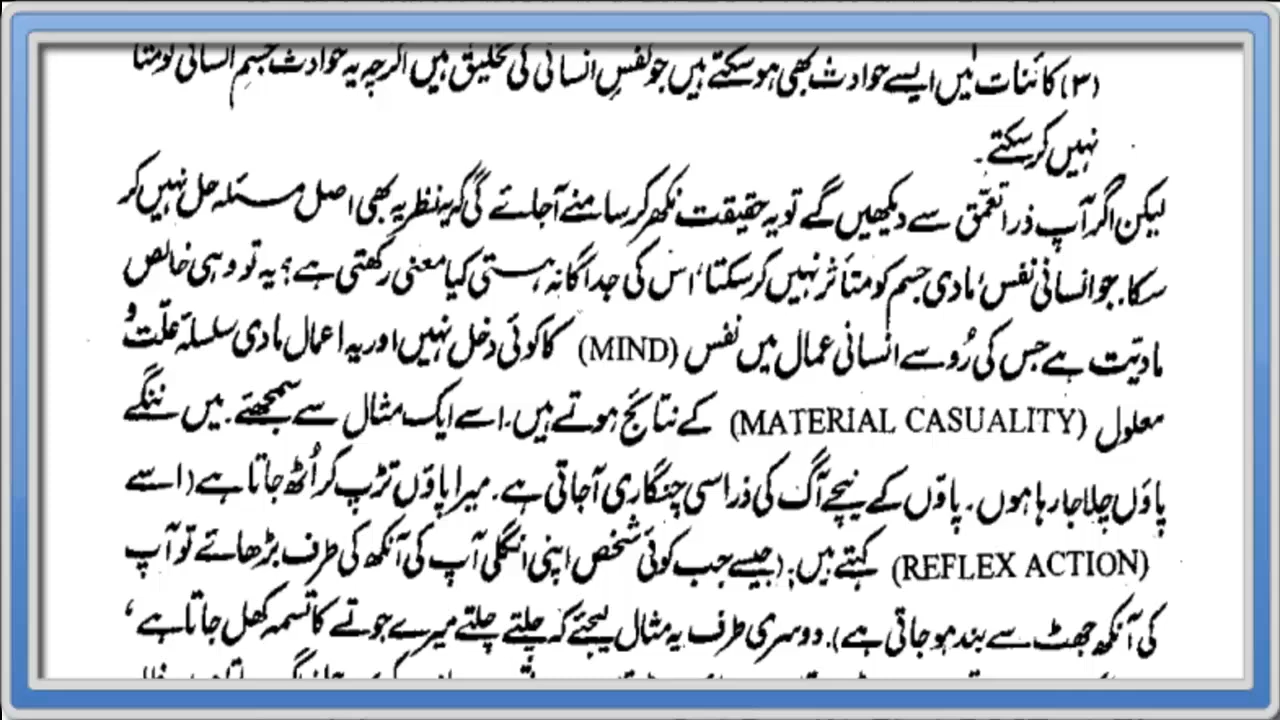 (۳) کائنات میں ایسے حوادث بھی ہو سکتے ہیں جو نفسِ انسانی کی تخلیق ہیں اگرچہ یہ حوادث جسمِ انسانی کو متأثر
نہیں کر سکتے۔
لیکن اگر آپ ذرا تعمّق سے دیکھیں گے تو یہ حقیقت نکھر کر سامنے آجائے گی کہ یہ نظریہ بھی اصل مسئلہ حل نہیں کر
سکا۔ جو انسانی نفس، مادی جسم کو متأثر نہیں کر سکتا، اس کی جداگانہ ہستی کیا معنی رکھتی ہے؟ یہ تو وہی خالص
مادیّت ہے جس کی رُو سے انسانی عمال میں نفس (MIND) کا کوئی دخل نہیں اور یہ اعمال مادی سلسلۂ علّت و
معلول (MATERIAL CASUALITY) کے نتائج ہوتے ہیں۔ اسے ایک مثال سے سمجھئے۔ میں ننگے
پاؤں چلا جا رہا ہوں۔ پاؤں کے نیچے آگ کی ذرا سی چنگاری آجاتی ہے۔ میرا پاؤں تڑپ کر اُٹھ جاتا ہے (اسے
(REFLEX ACTION) کہتے ہیں۔ (جیسے جب کوئی شخص اپنی انگلی آپ کی آنکھ کی طرف بڑھائے تو آپ
کی آنکھ جھٹ سے بند ہو جاتی ہے)۔ دوسری طرف یہ مثال لیجئے کہ چلتے چلتے میرے جوتے کا تسمہ کھل جاتا ہے،